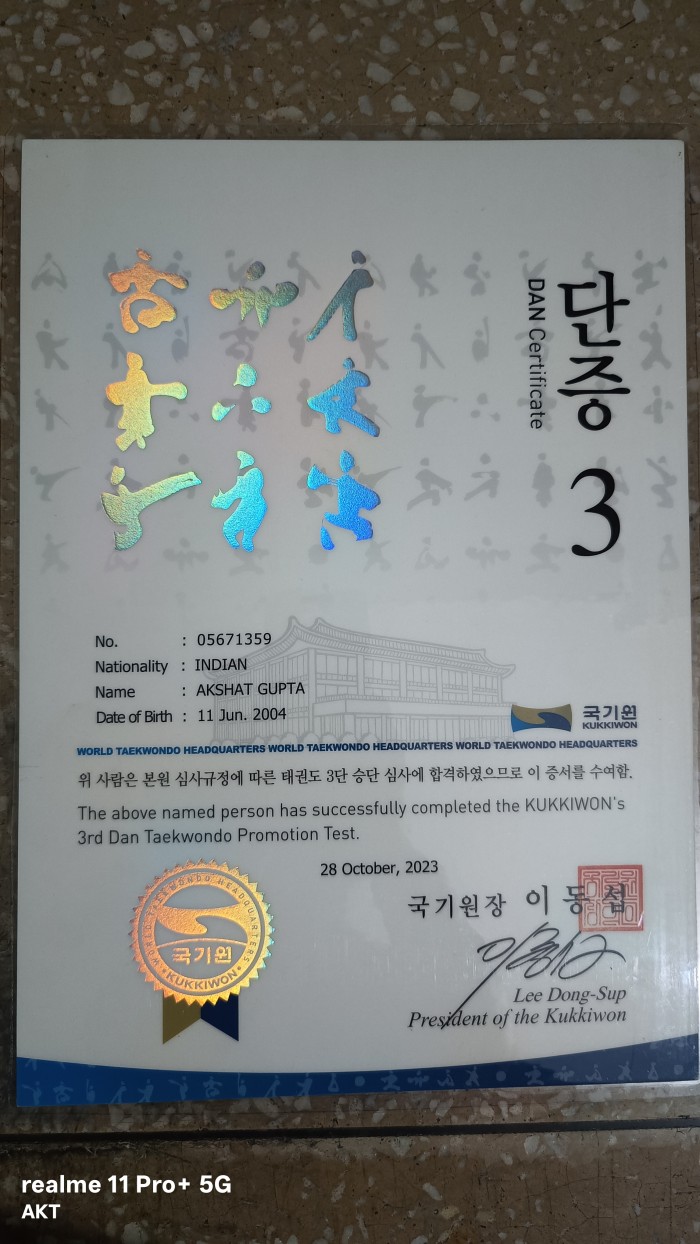 단증
DAN Certificate
3
No. : 05671359
Nationality : INDIAN
Name : AKSHAT GUPTA
Date of Birth : 11 Jun. 2004
국기원
KUKKIWON
WORLD TAEKWONDO HEADQUARTERS WORLD TAEKWONDO HEADQUARTERS WORLD TAEKWONDO HEADQUARTERS
위 사람은 본원 심사규정에 따른 태권도 3단 승단 심사에 합격하였으므로 이 증서를 수여함.
The above named person has successfully completed the KUKKIWON's
3rd Dan Taekwondo Promotion Test.
28 October, 2023
국기원장 이동섭
WORLD TAEKWONDO HEADQUARTERS
국기원
KUKKIWON
Lee Dong-Sup
President of the Kukkiwon
realme 11 Pro+ 5G
AKT